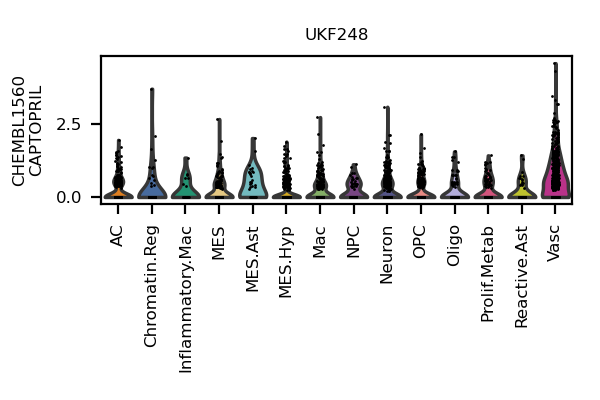 UKF248
CHEMBL1560
CAPTOPRIL
2.5
0.0
AC
Chromatin.Reg
Inflammatory.Mac
MES
MES.Ast
MES.Hyp
Mac
NPC
Neuron
OPC
Oligo
Prolif.Metab
Reactive.Ast
Vasc